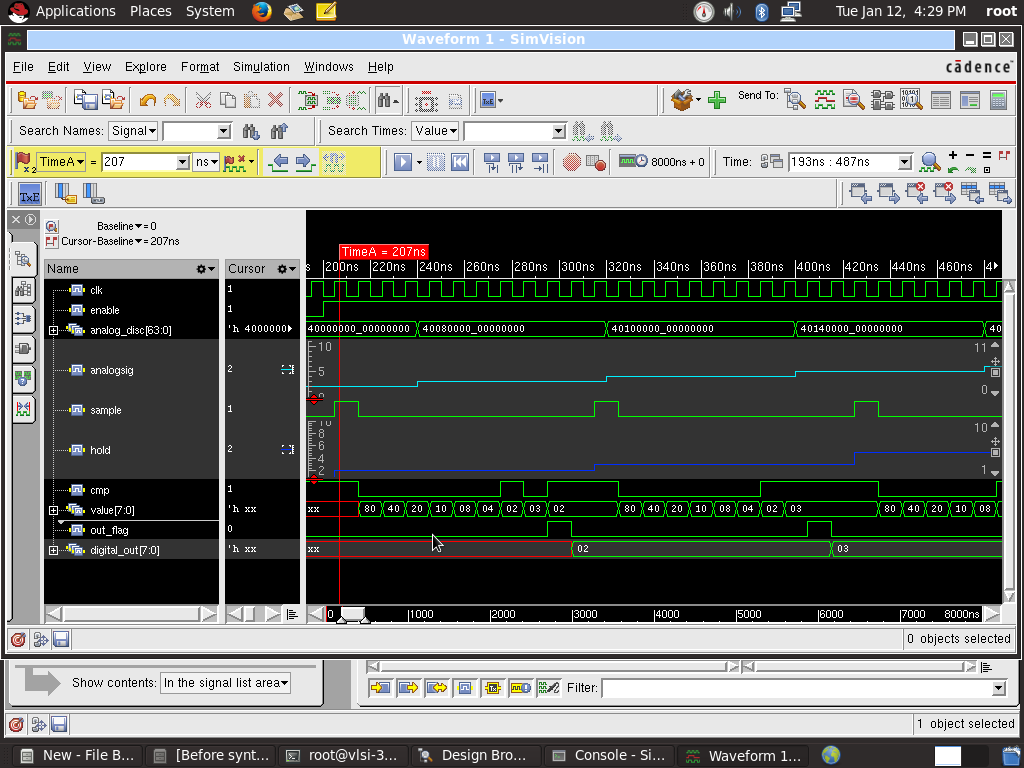 Applications Places System Tue Jan 12, 4:29 PM root
Waveform 1 - SimVision
File Edit View Explore Format Simulation Windows Help cādence
Send To:
Search Names: Signal Search Times: Value
TimeA = 207 ns 8000ns + 0 Time: 193ns : 487ns
TxE
Baseline = 0
Cursor-Baseline = 207ns
TimeA = 207ns
Name Cursor s 200ns 220ns 240ns 260ns 280ns 300ns 320ns 340ns 360ns 380ns 400ns 420ns 440ns 460ns 4
clk 1
enable 1
analog_disc[63:0] 'h 4000000 40000000_00000000 40080000_00000000 40100000_00000000 40140000_00000000 40
10 11
analogsig 2 5
0 0
sample 1
10 10
8
hold 2 6
4
2 1
cmp 1
value[7:0] 'h xx xx 80 40 20 10 08 04 02 03 02 80 40 20 10 08 04 02 03 80 40 20 10 08
out_flag 0
digital_out[7:0] 'h xx xx 02 03
0 1000 2000 3000 4000 5000 6000 7000 8000ns
0 objects selected
Show contents: In the signal list area Filter:
1 object selected
New - File B... [Before synt... root@vlsi-3... Design Bro... Console - Si... Waveform 1...